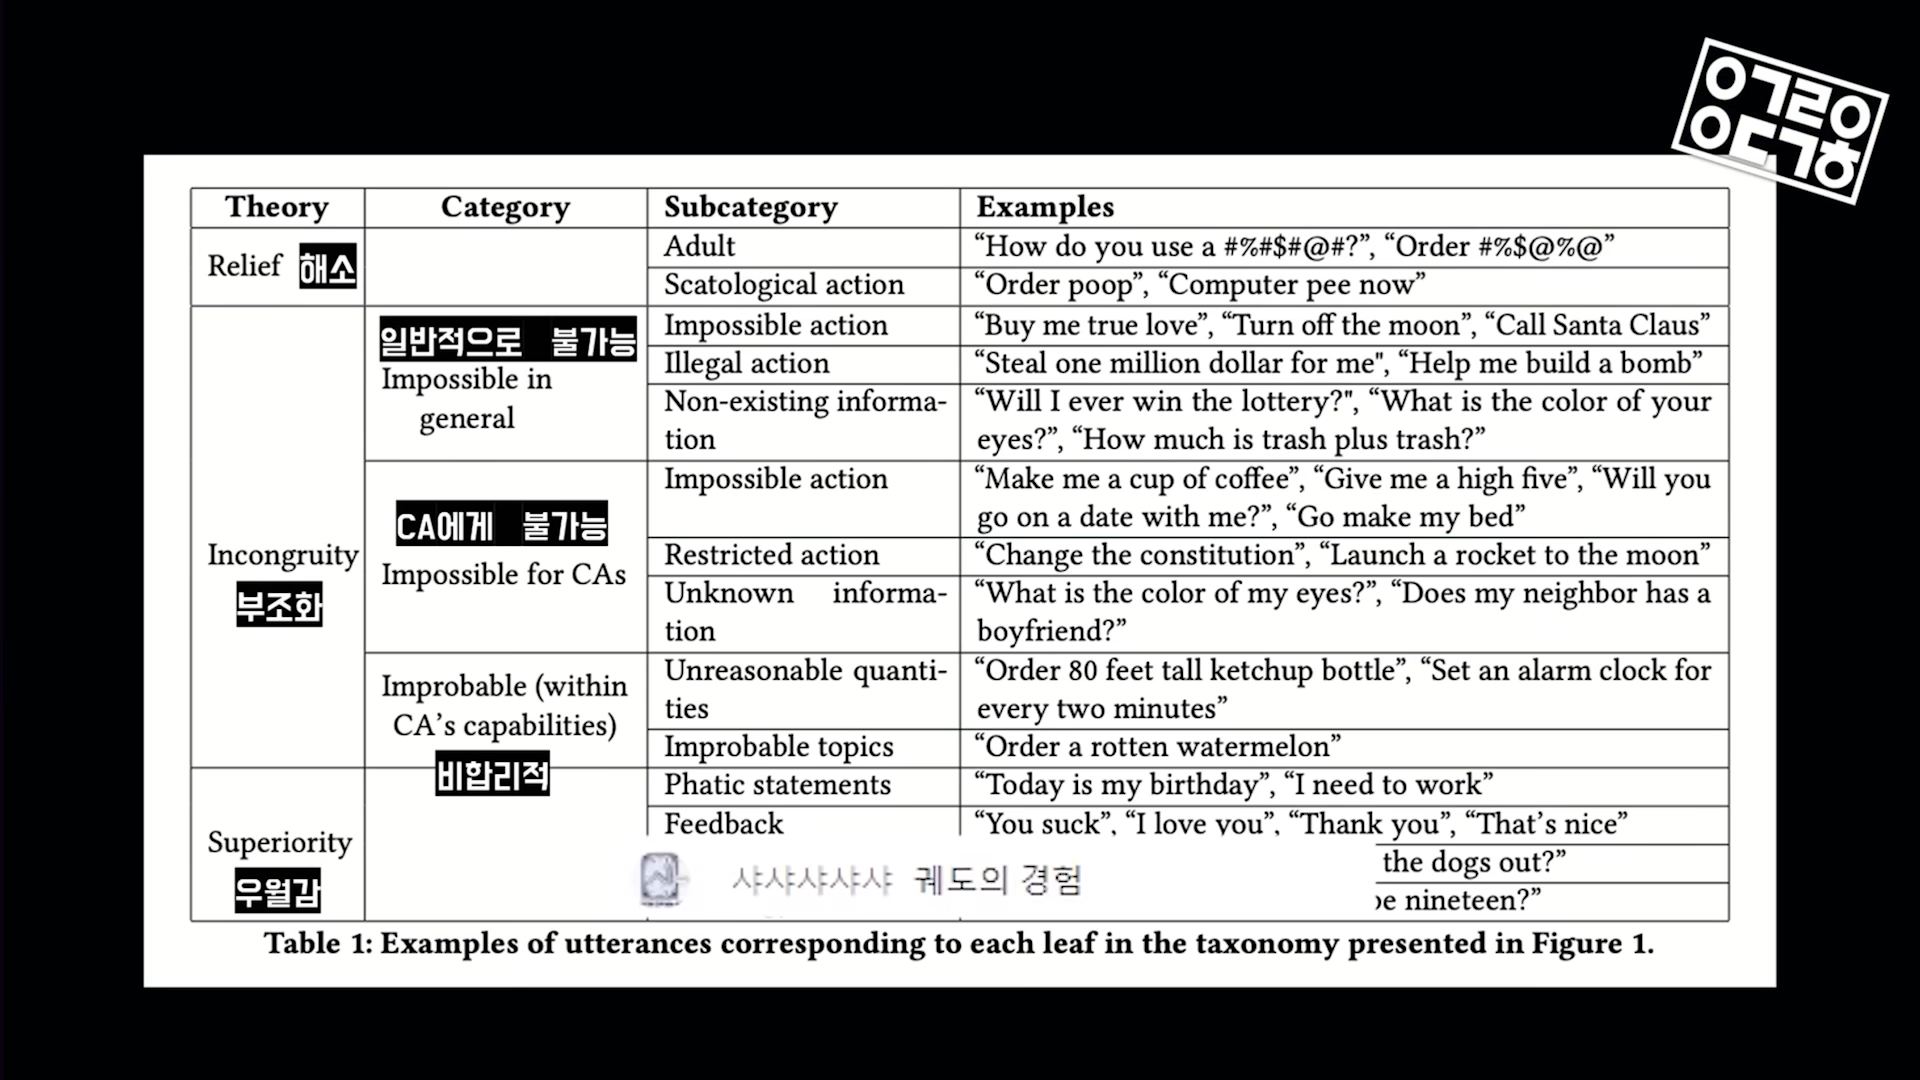 Theory Category Subcategory Examples
Relief 해소
Adult “How do you use a #%#$#@#?”, “Order #%$@%@”
Scatological action “Order poop”, “Computer pee now”
Incongruity
부조화
일반적으로 불가능
Impossible in
general
Impossible action “Buy me true love”, “Turn off the moon”, “Call Santa Claus”
Illegal action “Steal one million dollar for me", “Help me build a bomb”
Non-existing informa-
tion
“Will I ever win the lottery?", “What is the color of your
eyes?”, “How much is trash plus trash?”
CA에게 불가능
Impossible for CAs
Impossible action
“Make me a cup of coffee”, “Give me a high five”, “Will you
go on a date with me?”, “Go make my bed”
Restricted action “Change the constitution”, “Launch a rocket to the moon”
Unknown informa-
tion
“What is the color of my eyes?”, “Does my neighbor has a
boyfriend?”
Improbable (within
CA’s capabilities)
비합리적
Unreasonable quanti-
ties
“Order 80 feet tall ketchup bottle”, “Set an alarm clock for
every two minutes”
Improbable topics “Order a rotten watermelon”
Superiority
우월감
Phatic statements “Today is my birthday”, “I need to work”
Feedback “You suck”, “I love you”, “Thank you”, “That’s nice”
the dogs out?”
nineteen?”
샤샤샤샤샤 궤도의 경험
Table 1: Examples of utterances corresponding to each leaf in the taxonomy presented in Figure 1.